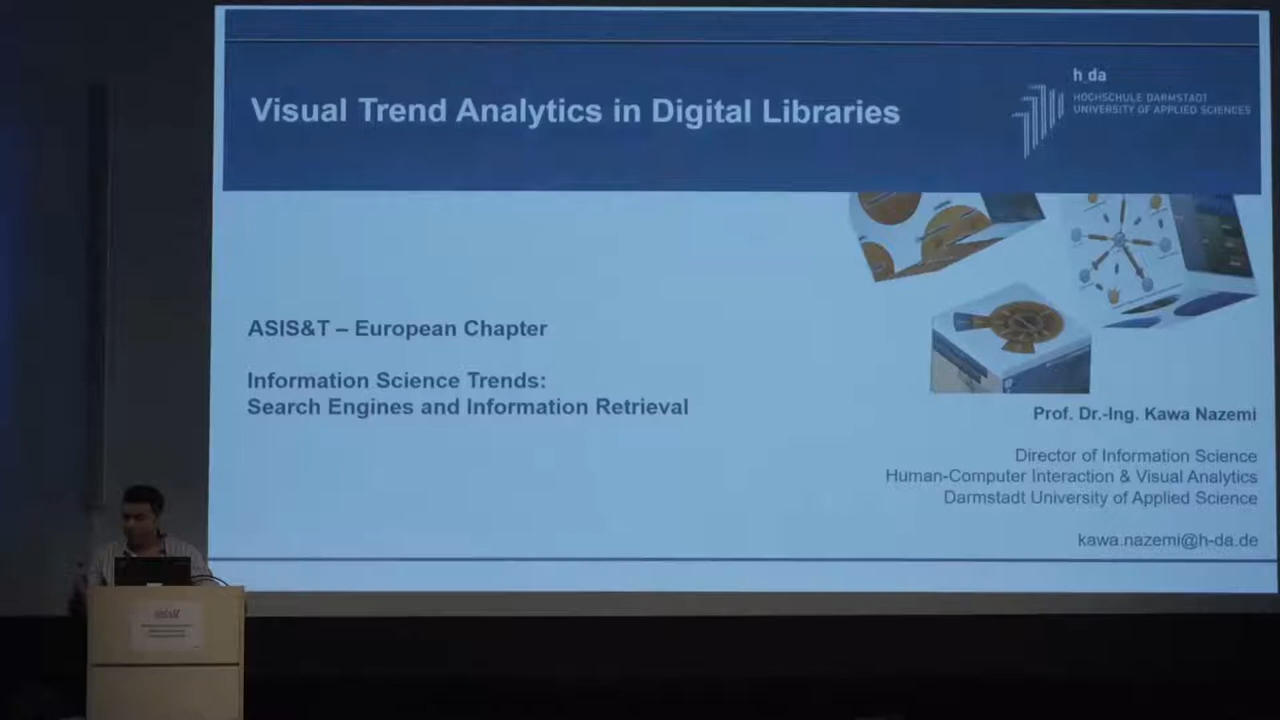 Visual Trend Analytics in Digital Libraries
h da
HOCHSCHULE DARMSTADT
UNIVERSITY OF APPLIED SCIENCES
ASIS&T – European Chapter
Information Science Trends:
Search Engines and Information Retrieval
Prof. Dr.-Ing. Kawa Nazemi
Director of Information Science
Human-Computer Interaction & Visual Analytics
Darmstadt University of Applied Science
kawa.nazemi@h-da.de